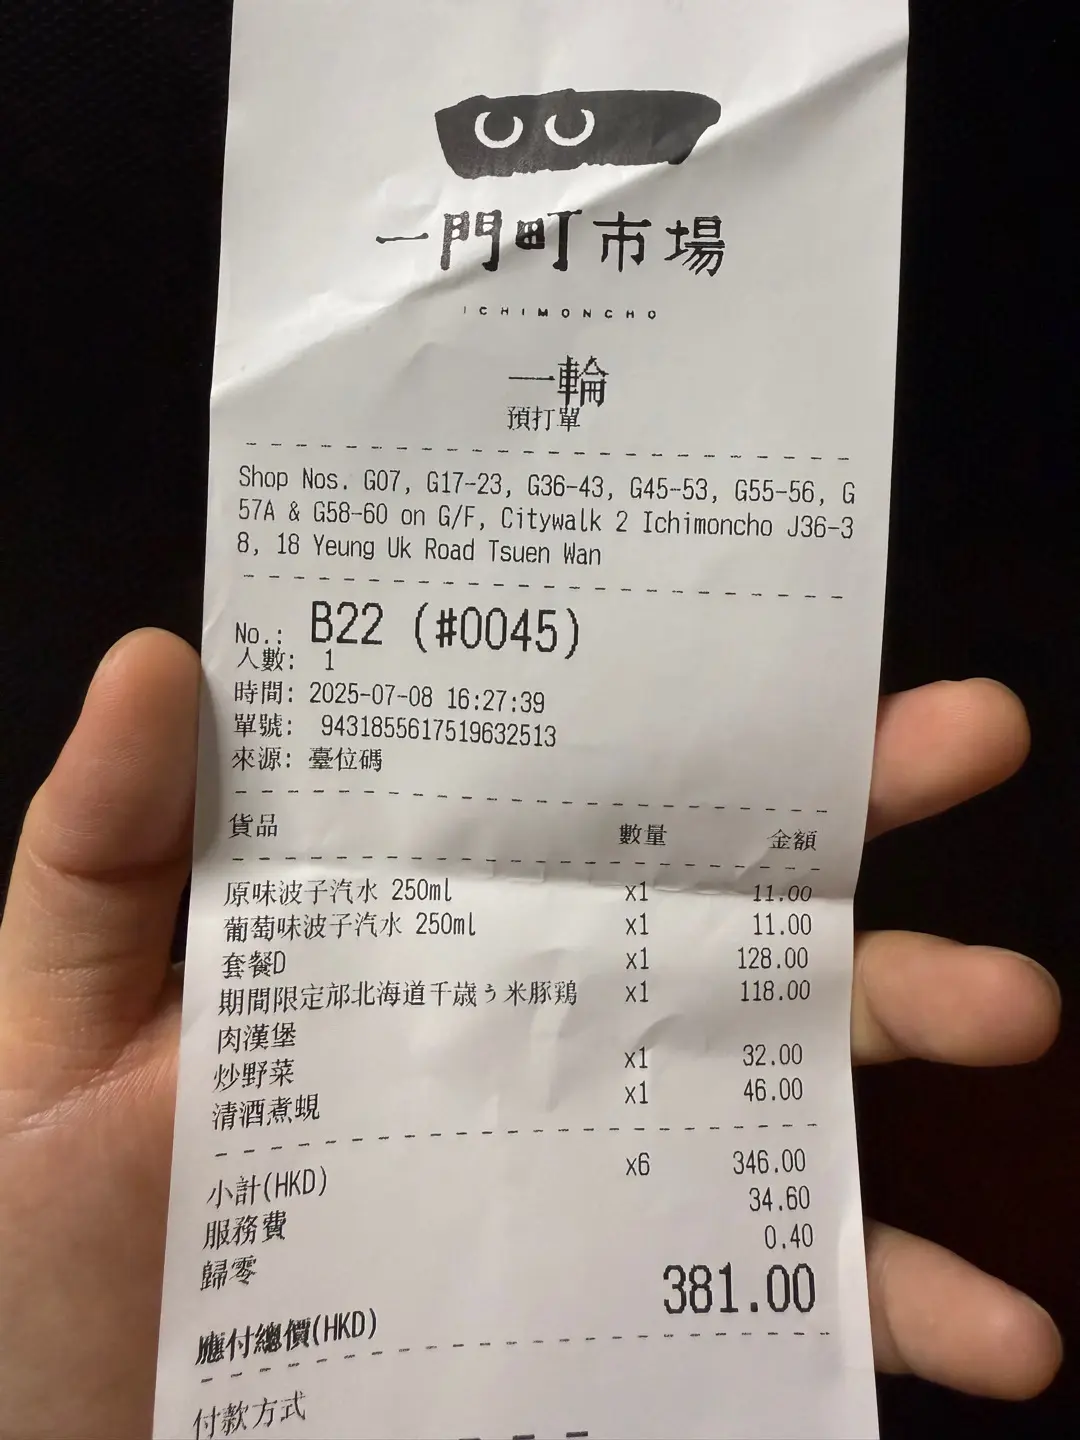 一門町市場
ICHIMONCHO
一輪
預打單
Shop Nos. G07, G17-23, G36-43, G45-53, G55-56, G
57A & G58-60 on G/F, Citywalk 2 Ichimoncho J36-3
8, 18 Yeung Uk Road Tsuen Wan
No.: B22 (#0045)
人數: 1
時間: 2025-07-08 16:27:39
單號: 9431855617519632513
來源: 臺位碼
貨品 數量 金額
原味波子汽水 250ml x1 11.00
葡萄味波子汽水 250ml x1 11.00
套餐D x1 128.00
期間限定邤北海道千歳う米豚鶏 x1 118.00
肉漢堡
炒野菜 x1 32.00
清酒煮蜆 x1 46.00
小計(HKD) x6 346.00
服務費 34.60
歸零 0.40
應付總價(HKD) 381.00
付款方式